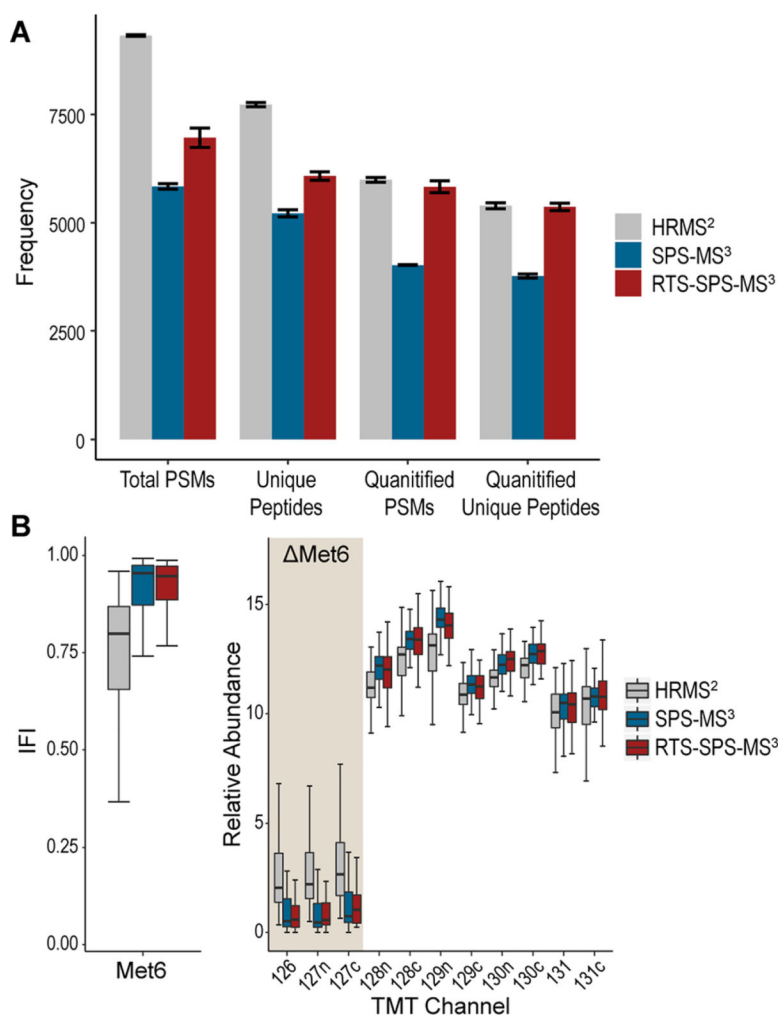 A
Frequency
7500
5000
2500
0
Total PSMs
Unique
Peptides
Quanitified
PSMs
Quanitified
Unique Peptides
HRMS²
SPS-MS³
RTS-SPS-MS³
B
IFI
1.00
0.75
0.50
0.25
0.00
Met6
ΔMet6
Relative Abundance
15
10
5
0
126
127n
127c
128n
128c
129n
129c
130n
130c
131
131c
TMT Channel
HRMS²
SPS-MS³
RTS-SPS-MS³